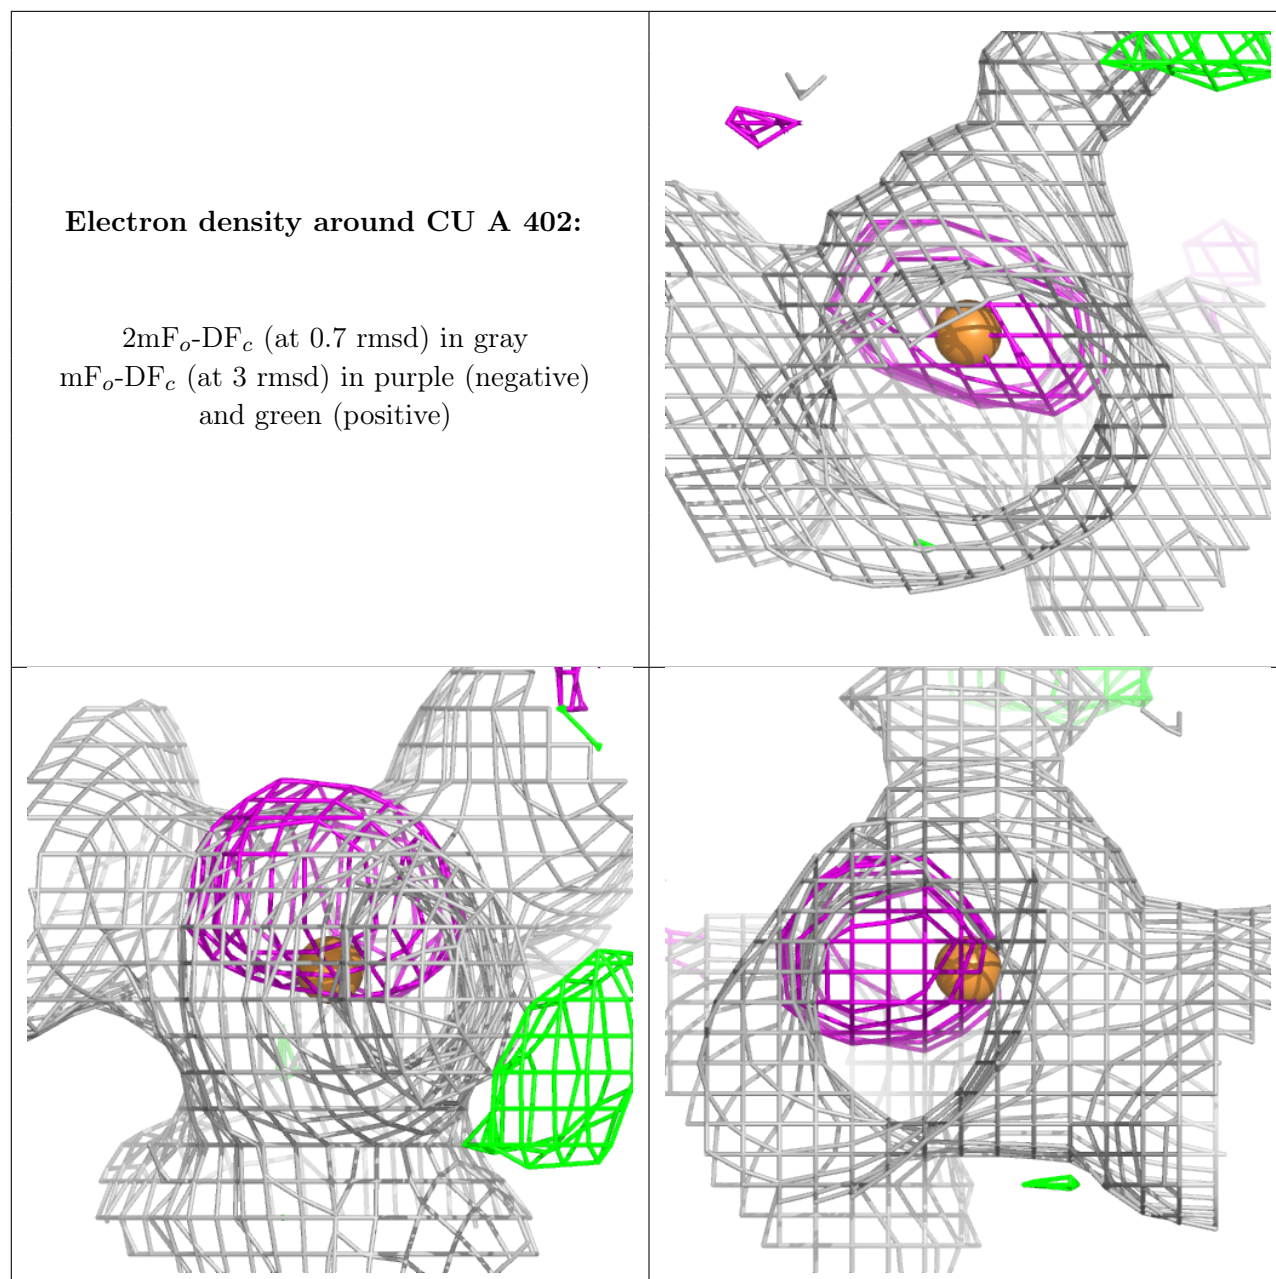 Electron density around CU A 402:
2mFo-DFc (at 0.7 rmsd) in gray
mFo-DFc (at 3 rmsd) in purple (negative)
and green (positive)